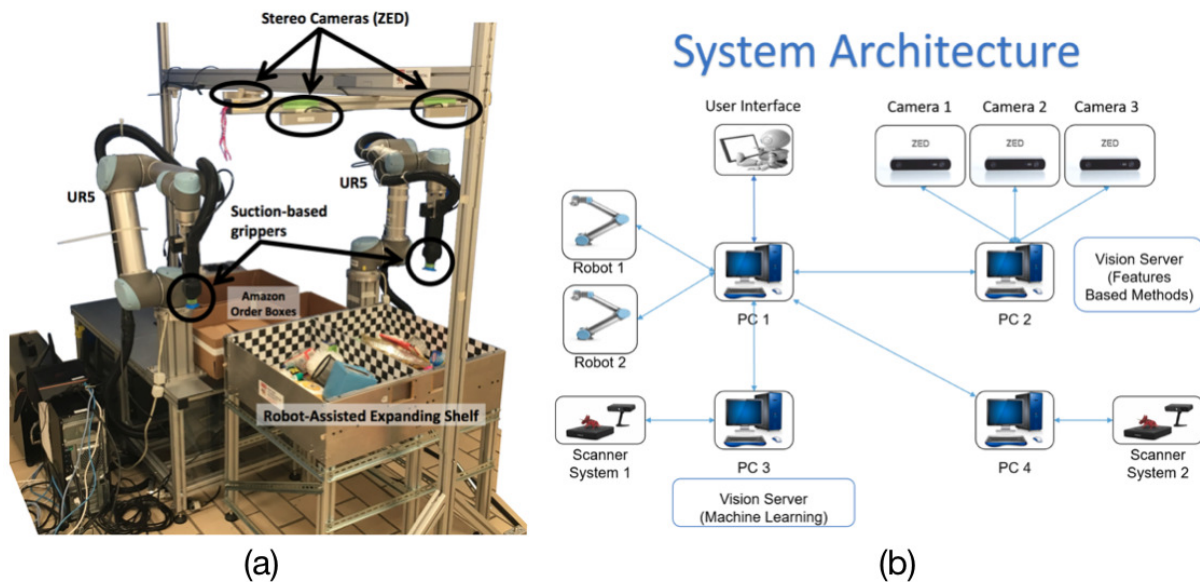 Stereo Cameras (ZED)
UR5
UR5
Suction-based
grippers
Amazon
Order Boxes
Robot-Assisted Expanding Shelf
(a)
System Architecture
User Interface
Camera 1
Camera 2
Camera 3
ZED
ZED
ZED
Robot 1
Robot 2
PC 1
PC 2
Vision Server
(Features
Based Methods)
Scanner
System 1
PC 3
PC 4
Scanner
System 2
Vision Server
(Machine Learning)
(b)